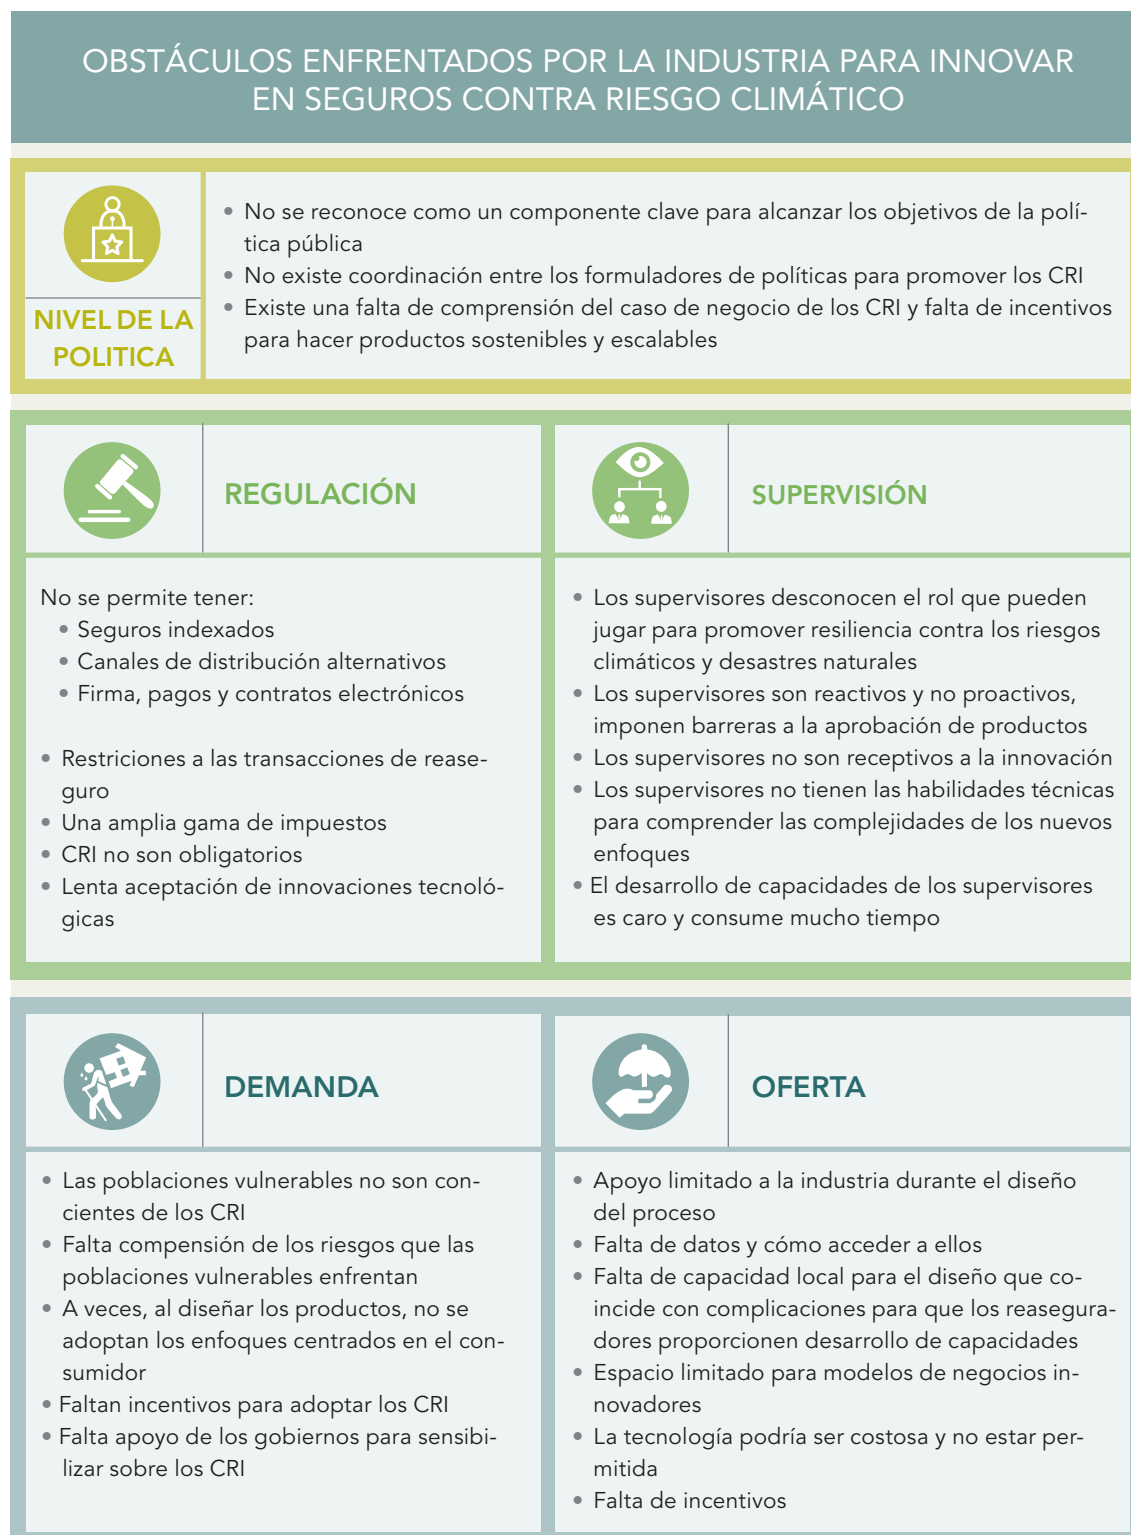 OBSTÁCULOS ENFRENTADOS POR LA INDUSTRIA PARA INNOVAR
EN SEGUROS CONTRA RIESGO CLIMÁTICO
NIVEL DE LA
POLITICA
• No se reconoce como un componente clave para alcanzar los objetivos de la polí-
tica pública
• No existe coordinación entre los formuladores de políticas para promover los CRI
• Existe una falta de comprensión del caso de negocio de los CRI y falta de incentivos
para hacer productos sostenibles y escalables
REGULACIÓN
No se permite tener:
• Seguros indexados
• Canales de distribución alternativos
• Firma, pagos y contratos electrónicos
• Restriciones a las transacciones de rease-
guro
• Una amplia gama de impuestos
• CRI no son obligatorios
• Lenta aceptación de innovaciones tecnoló-
gicas
SUPERVISIÓN
• Los supervisores desconocen el rol que pueden
jugar para promover resiliencia contra los riesgos
climáticos y desastres naturales
• Los supervisores son reactivos y no proactivos,
imponen barreras a la aprobación de productos
• Los supervisores no son receptivos a la innovación
• Los supervisores no tienen las habilidades técnicas
para comprender las complejidades de los nuevos
enfoques
• El desarrollo de capacidades de los supervisores
es caro y consume mucho tiempo
DEMANDA
• Las poblaciones vulnerables no son con-
cientes de los CRI
• Falta compensión de los riesgos que las
poblaciones vulnerables enfrentan
• A veces, al diseñar los productos, no se
adoptan los enfoques centrados en el con-
sumidor
• Faltan incentivos para adoptar los CRI
• Falta apoyo de los gobiernos para sensibi-
lizar sobre los CRI
OFERTA
• Apoyo limitado a la industria durante el diseño
del proceso
• Falta de datos y cómo acceder a ellos
• Falta de capacidad local para el diseño que co-
incide con complicaciones para que los reasegura-
dores proporcionen desarrollo de capacidades
• Espacio limitado para modelos de negocios in-
novadores
• La tecnología podría ser costosa y no estar per-
mitida
• Falta de incentivos